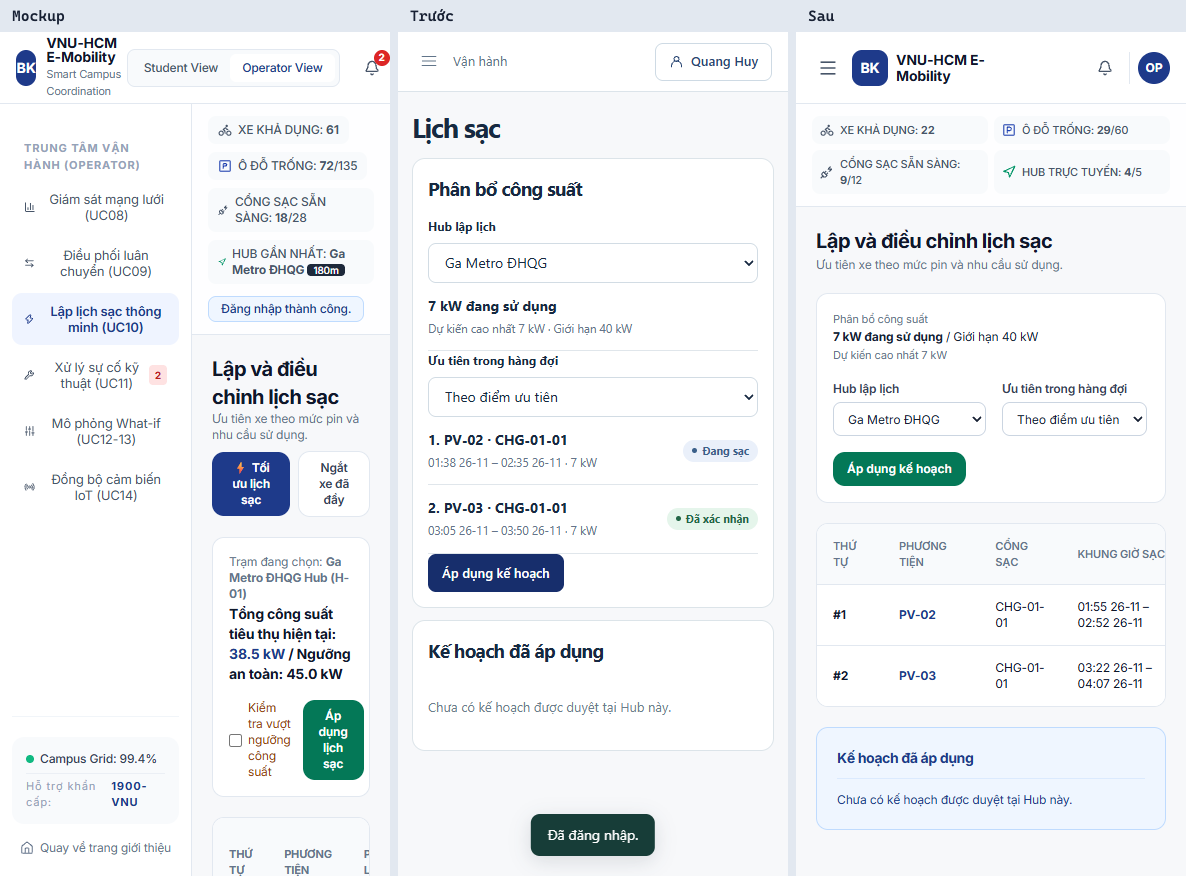 Mockup
BK
VNU-HCM
E-Mobility
Smart Campus
Coordination
Student View
Operator View
2
TRUNG TÂM VẬN
HÀNH (OPERATOR)
Giám sát mạng lưới
(UC08)
Điều phối luân
chuyển (UC09)
Lập lịch sạc thông
minh (UC10)
Xử lý sự cố kỹ
thuật (UC11)
2
Mô phỏng What-if
(UC12-13)
Đồng bộ cảm biến
IoT (UC14)
Campus Grid: 99.4%
Hỗ trợ khẩn
cấp:
1900-
VNU
Quay về trang giới thiệu
XE KHẢ DỤNG: 61
Ô ĐỖ TRỐNG: 72/135
CỔNG SẠC SẴN
SÀNG: 18/28
HUB GẦN NHẤT: Ga
Metro ĐHQG 180m
Đăng nhập thành công.
Lập và điều
chỉnh lịch sạc
Ưu tiên xe theo mức pin và
nhu cầu sử dụng.
Tối
ưu lịch
sạc
Ngắt
xe đã
đầy
Trạm đang chọn: Ga
Metro ĐHQG Hub (H-
01)
Tổng công suất
tiêu thụ hiện tại:
38.5 kW / Ngưỡng
an toàn: 45.0 kW
Kiểm
tra vượt
ngưỡng
công
suất
Áp
dụng
lịch
sạc
THỨ
TỰ
PHƯƠNG
TIỆN
Trước
Vận hành
Quang Huy
Lịch sạc
Phân bổ công suất
Hub lập lịch
Ga Metro ĐHQG
7 kW đang sử dụng
Dự kiến cao nhất 7 kW · Giới hạn 40 kW
Ưu tiên trong hàng đợi
Theo điểm ưu tiên
1. PV-02 · CHG-01-01
01:38 26-11 – 02:35 26-11 · 7 kW
Đang sạc
2. PV-03 · CHG-01-01
03:05 26-11 – 03:50 26-11 · 7 kW
Đã xác nhận
Áp dụng kế hoạch
Kế hoạch đã áp dụng
Chưa có kế hoạch được duyệt tại Hub này.
Đã đăng nhập.
Sau
BK
VNU-HCM E-
Mobility
OP
XE KHẢ DỤNG: 22
Ô ĐỖ TRỐNG: 29/60
CỔNG SẠC SẴN SÀNG:
9/12
HUB TRỰC TUYẾN: 4/5
Lập và điều chỉnh lịch sạc
Ưu tiên xe theo mức pin và nhu cầu sử dụng.
Phân bổ công suất
7 kW đang sử dụng / Giới hạn 40 kW
Dự kiến cao nhất 7 kW
Hub lập lịch
Ga Metro ĐHQG
Ưu tiên trong hàng đợi
Theo điểm ưu tiên
Áp dụng kế hoạch
THỨ
TỰ
PHƯƠNG
TIỆN
CỔNG
SẠC
KHUNG GIỜ SẠC
#1
PV-02
CHG-01-
01
01:55 26-11 –
02:52 26-11
#2
PV-03
CHG-01-
01
03:22 26-11 –
04:07 26-11
Kế hoạch đã áp dụng
Chưa có kế hoạch được duyệt tại Hub này.